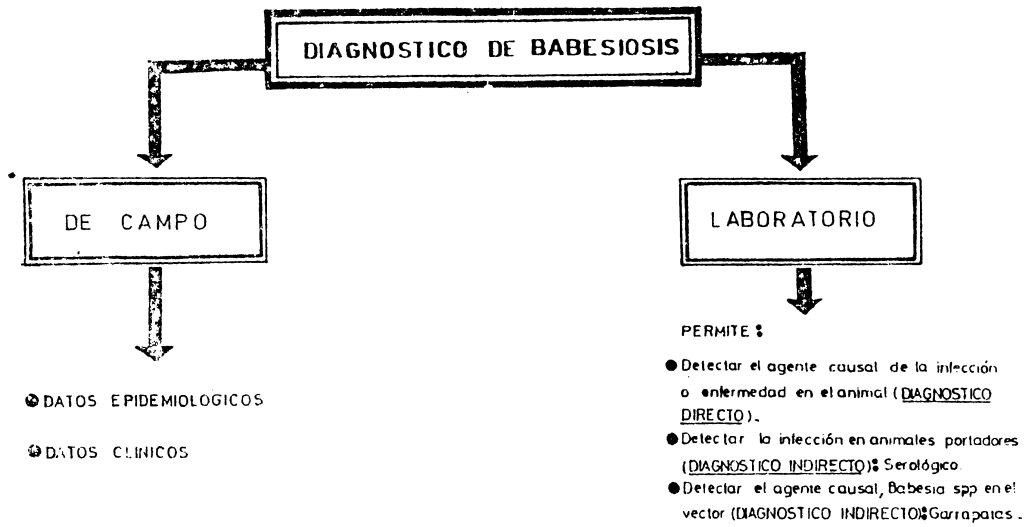 DIAGNOSTICO DE BABESIOSIS
DE CAMPO
DATOS EPIDEMIOLOGICOS
DATOS CLINICOS
LABORATORIO
PERMITE :
● Detectar el agente causal de la infección
o enfermedad en el animal (DIAGNOSTICO
DIRECTO).
● Detectar la infección en animales portadores
(DIAGNOSTICO INDIRECTO): Serológico.
● Detectar el agente causal, Babesia spp en el
vector (DIAGNOSTICO INDIRECTO): Garrapatas.